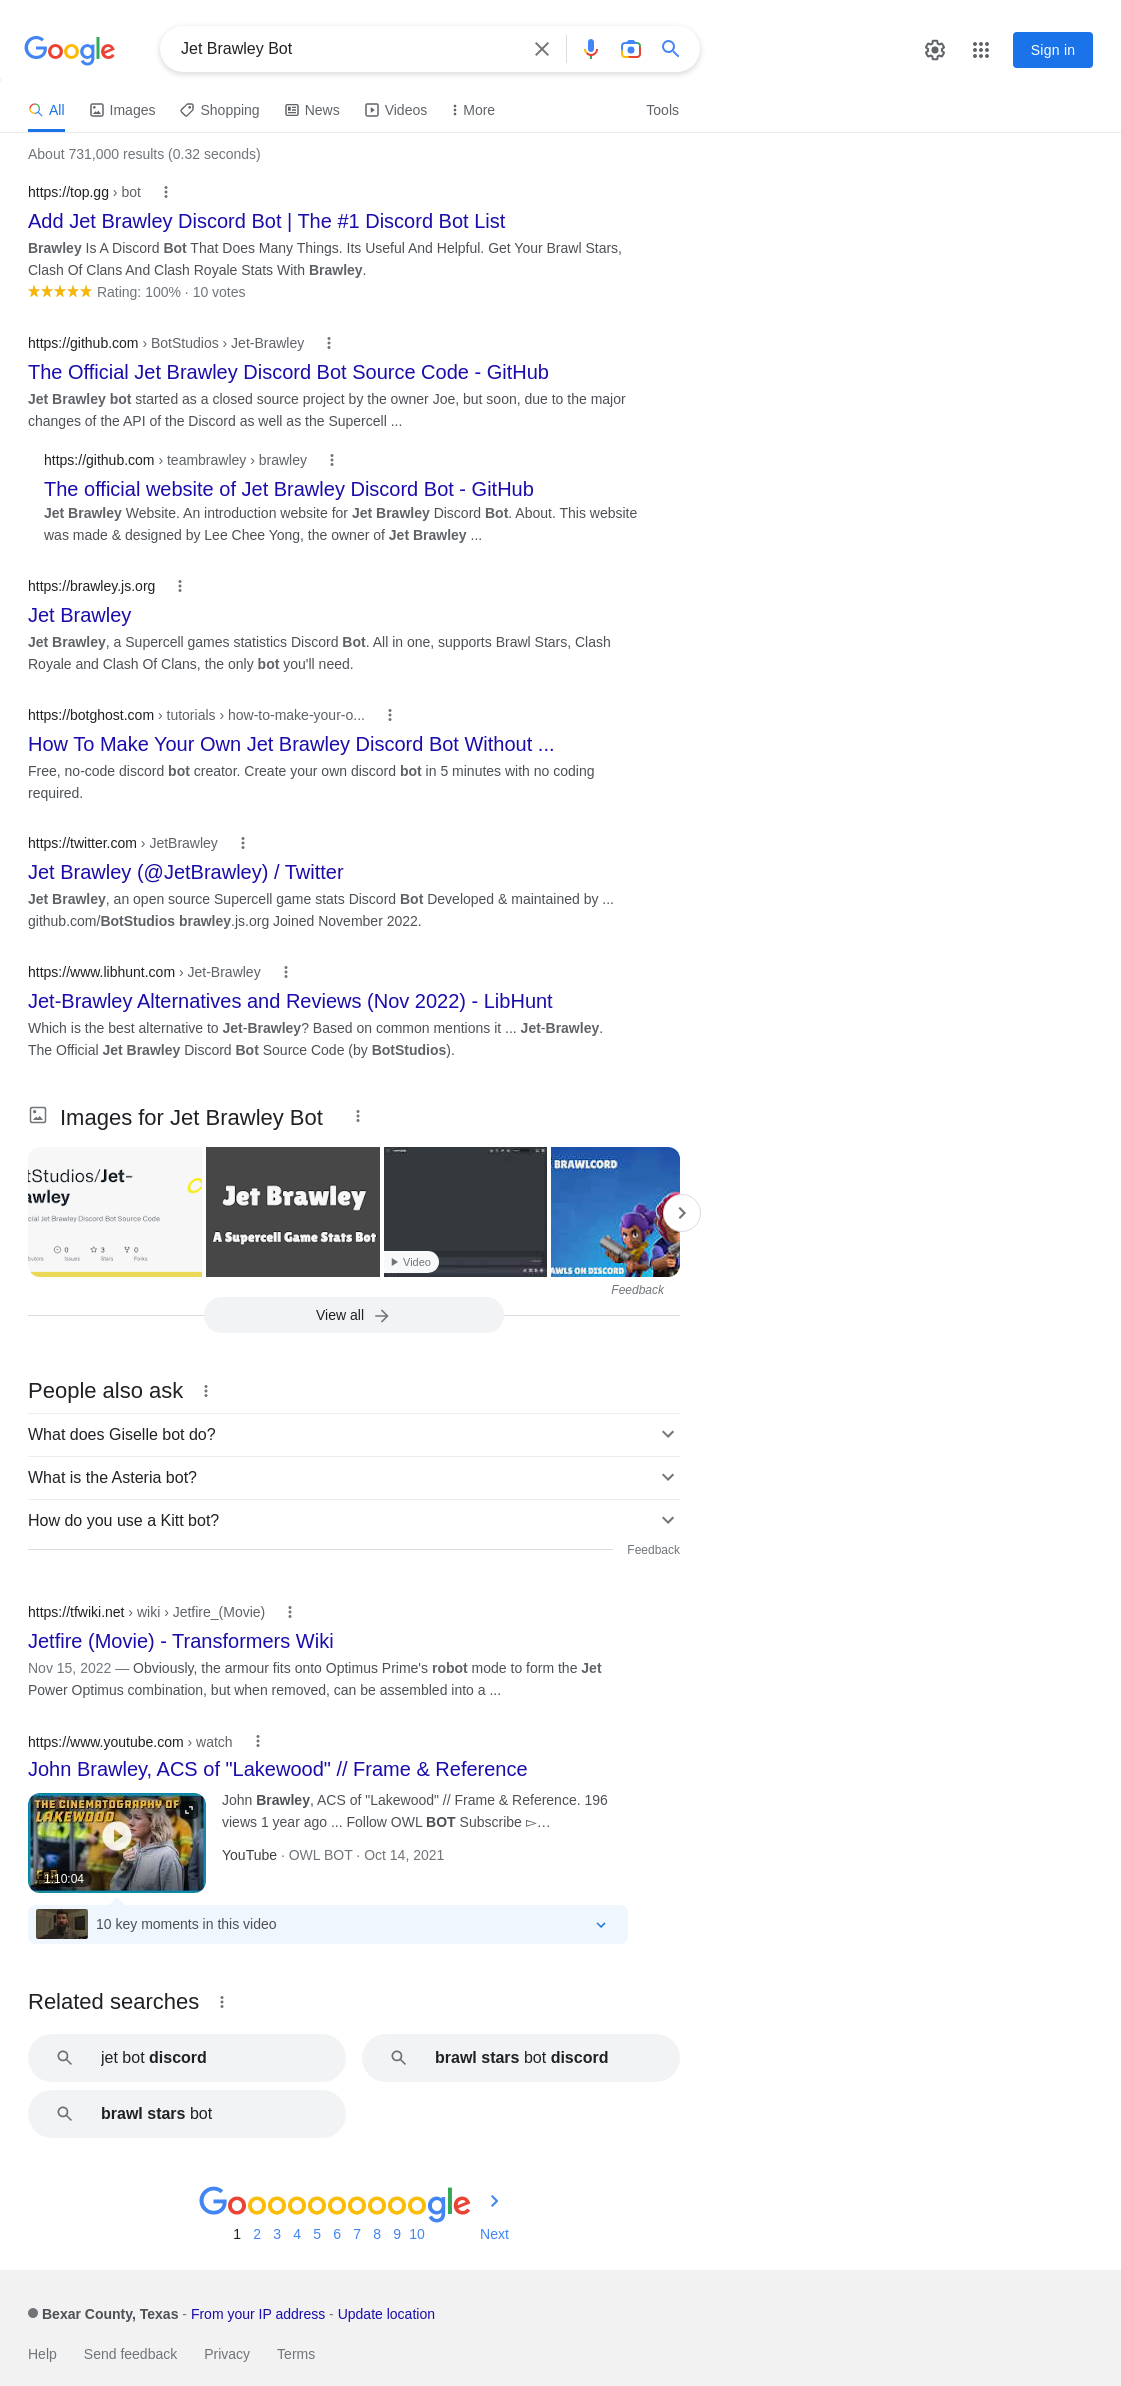 Google
Jet Brawley Bot
Sign in
All
Images
Shopping
News
Videos
More
Tools
About 731,000 results (0.32 seconds)
https://top.gg › bot
Add Jet Brawley Discord Bot | The #1 Discord Bot List
Brawley Is A Discord Bot That Does Many Things. Its Useful And Helpful. Get Your Brawl Stars,
Clash Of Clans And Clash Royale Stats With Brawley.
Rating: 100% · 10 votes
https://github.com › BotStudios › Jet-Brawley
The Official Jet Brawley Discord Bot Source Code - GitHub
Jet Brawley bot started as a closed source project by the owner Joe, but soon, due to the major
changes of the API of the Discord as well as the Supercell ...
https://github.com › teambrawley › brawley
The official website of Jet Brawley Discord Bot - GitHub
Jet Brawley Website. An introduction website for Jet Brawley Discord Bot. About. This website
was made & designed by Lee Chee Yong, the owner of Jet Brawley ...
https://brawley.js.org
Jet Brawley
Jet Brawley, a Supercell games statistics Discord Bot. All in one, supports Brawl Stars, Clash
Royale and Clash Of Clans, the only bot you'll need.
https://botghost.com › tutorials › how-to-make-your-o...
How To Make Your Own Jet Brawley Discord Bot Without ...
Free, no-code discord bot creator. Create your own discord bot in 5 minutes with no coding
required.
https://twitter.com › JetBrawley
Jet Brawley (@JetBrawley) / Twitter
Jet Brawley, an open source Supercell game stats Discord Bot Developed & maintained by ...
github.com/BotStudios brawley.js.org Joined November 2022.
https://www.libhunt.com › Jet-Brawley
Jet-Brawley Alternatives and Reviews (Nov 2022) - LibHunt
Which is the best alternative to Jet-Brawley? Based on common mentions it ... Jet-Brawley.
The Official Jet Brawley Discord Bot Source Code (by BotStudios).
Images for Jet Brawley Bot
tStudios/Jet-
awley
cial Jet Brawley Discord Bot Source Code
0 3 0
butors Issues Stars Forks
Jet Brawley
A Supercell Game Stats Bot
Video
BRAWLCORD
AWLS ON DISCORD
Feedback
View all
People also ask
What does Giselle bot do?
What is the Asteria bot?
How do you use a Kitt bot?
Feedback
https://tfwiki.net › wiki › Jetfire_(Movie)
Jetfire (Movie) - Transformers Wiki
Nov 15, 2022 — Obviously, the armour fits onto Optimus Prime's robot mode to form the Jet
Power Optimus combination, but when removed, can be assembled into a ...
https://www.youtube.com › watch
John Brawley, ACS of "Lakewood" // Frame & Reference
THE CINEMATOGRAPHY OF
LAKEWOOD
1:10:04
John Brawley, ACS of "Lakewood" // Frame & Reference. 196
views 1 year ago ... Follow OWL BOT Subscribe ▻…
YouTube · OWL BOT · Oct 14, 2021
10 key moments in this video
Related searches
jet bot discord
brawl stars bot discord
brawl stars bot
Goooooooooogle
1 2 3 4 5 6 7 8 9 10 Next
Bexar County, Texas - From your IP address - Update location
Help Send feedback Privacy Terms